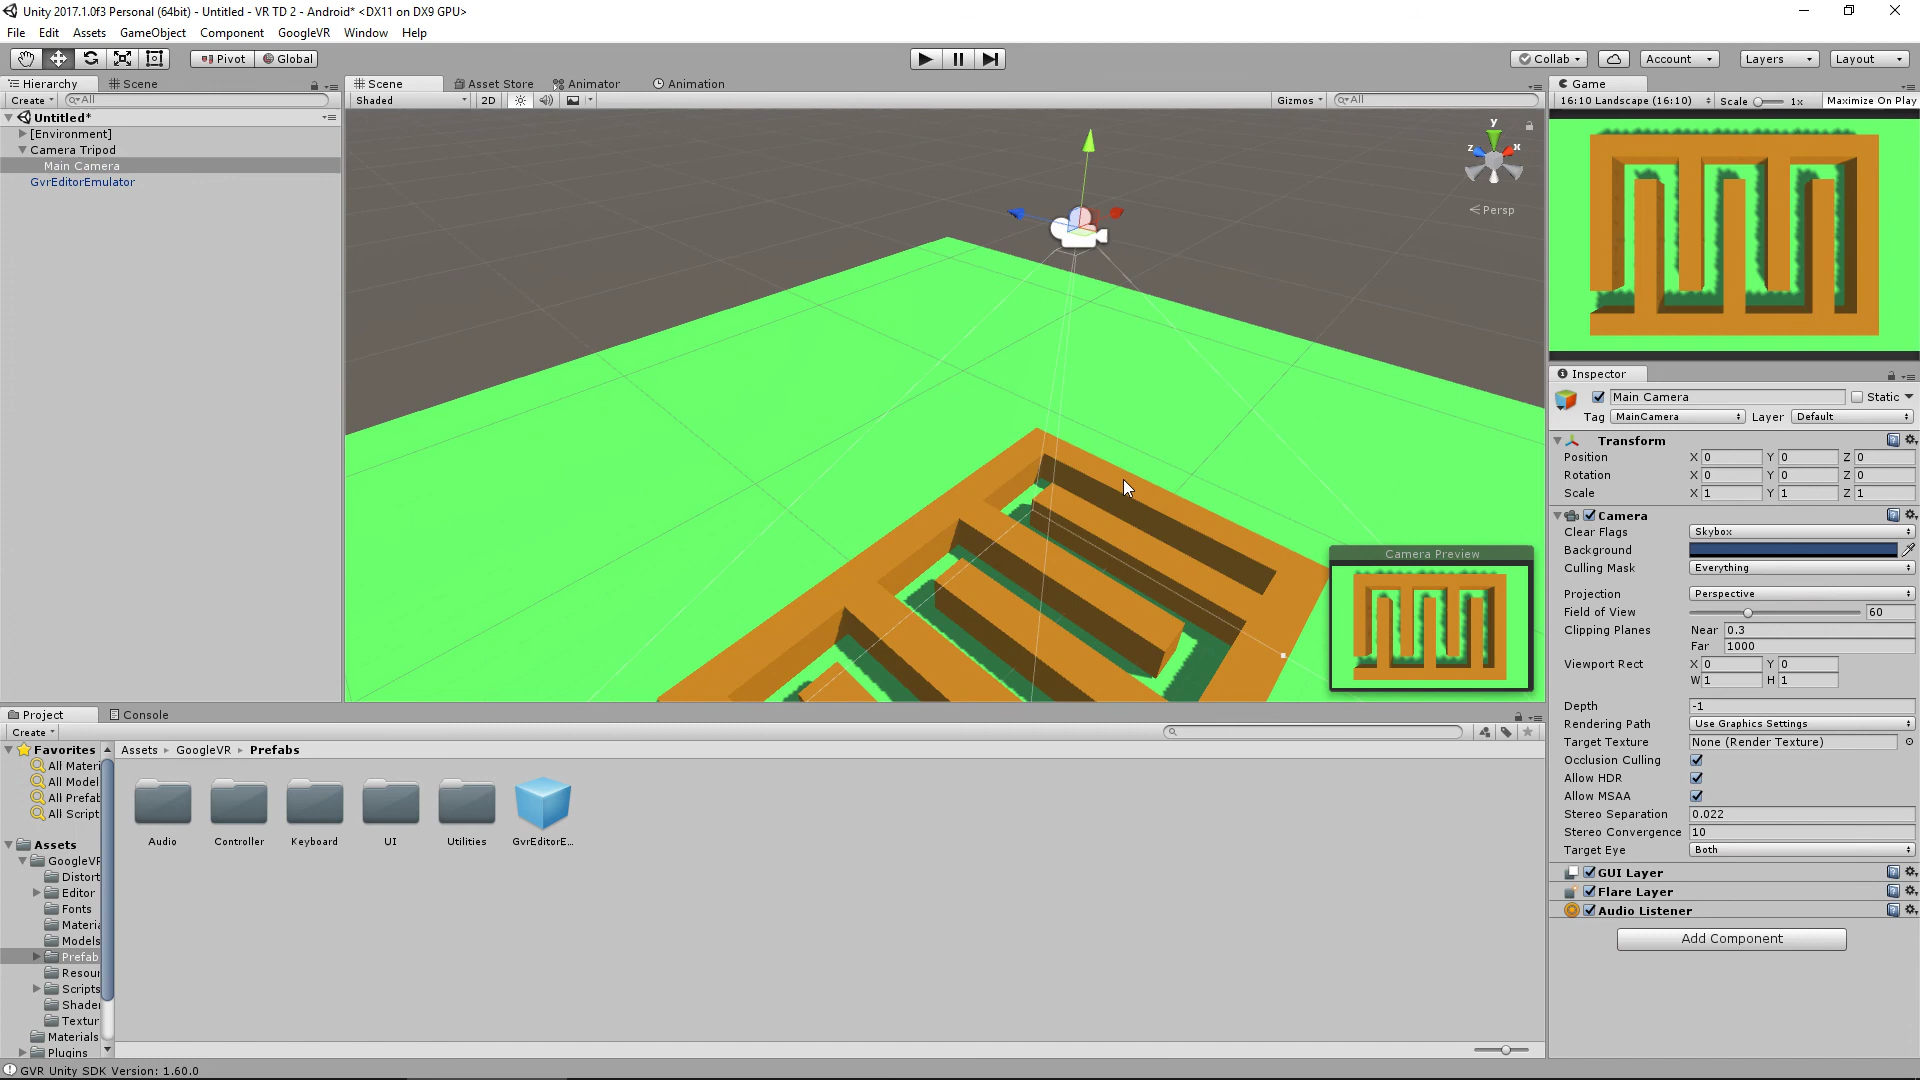 Unity 2017.1.0f3 Personal (64bit) - Untitled - VR TD 2 - Android* <DX11 on DX9 GPU>
File Edit Assets GameObject Component GoogleVR Window Help
Pivot Global Collab Account Layers Layout
Hierarchy Scene
Create All
Untitled*
[Environment]
Camera Tripod
Main Camera
GvrEditorEmulator
Scene Asset Store Animator Animation
Shaded 2D Gizmos All
y
z x
Persp
Camera Preview
Game
16:10 Landscape (16:10) Scale 1x Maximize On Play
Inspector
Main Camera Static
Tag MainCamera Layer Default
Transform
Position X 0 Y 0 Z 0
Rotation X 0 Y 0 Z 0
Scale X 1 Y 1 Z 1
Camera
Clear Flags Skybox
Background
Culling Mask Everything
Projection Perspective
Field of View 60
Clipping Planes Near 0.3
Far 1000
Viewport Rect X 0 Y 0
W 1 H 1
Depth -1
Rendering Path Use Graphics Settings
Target Texture None (Render Texture)
Occlusion Culling
Allow HDR
Allow MSAA
Stereo Separation 0.022
Stereo Convergence 10
Target Eye Both
GUI Layer
Flare Layer
Audio Listener
Add Component
Project Console
Create
Favorites
All Materi
All Model
All Prefab
All Script
Assets
GoogleVR
Distort
Editor
Fonts
Materia
Models
Prefab
Resour
Scripts
Shader
Textur
Materials
Plugins
Assets GoogleVR Prefabs
Audio Controller Keyboard UI Utilities GvrEditorE...
GVR Unity SDK Version: 1.60.0